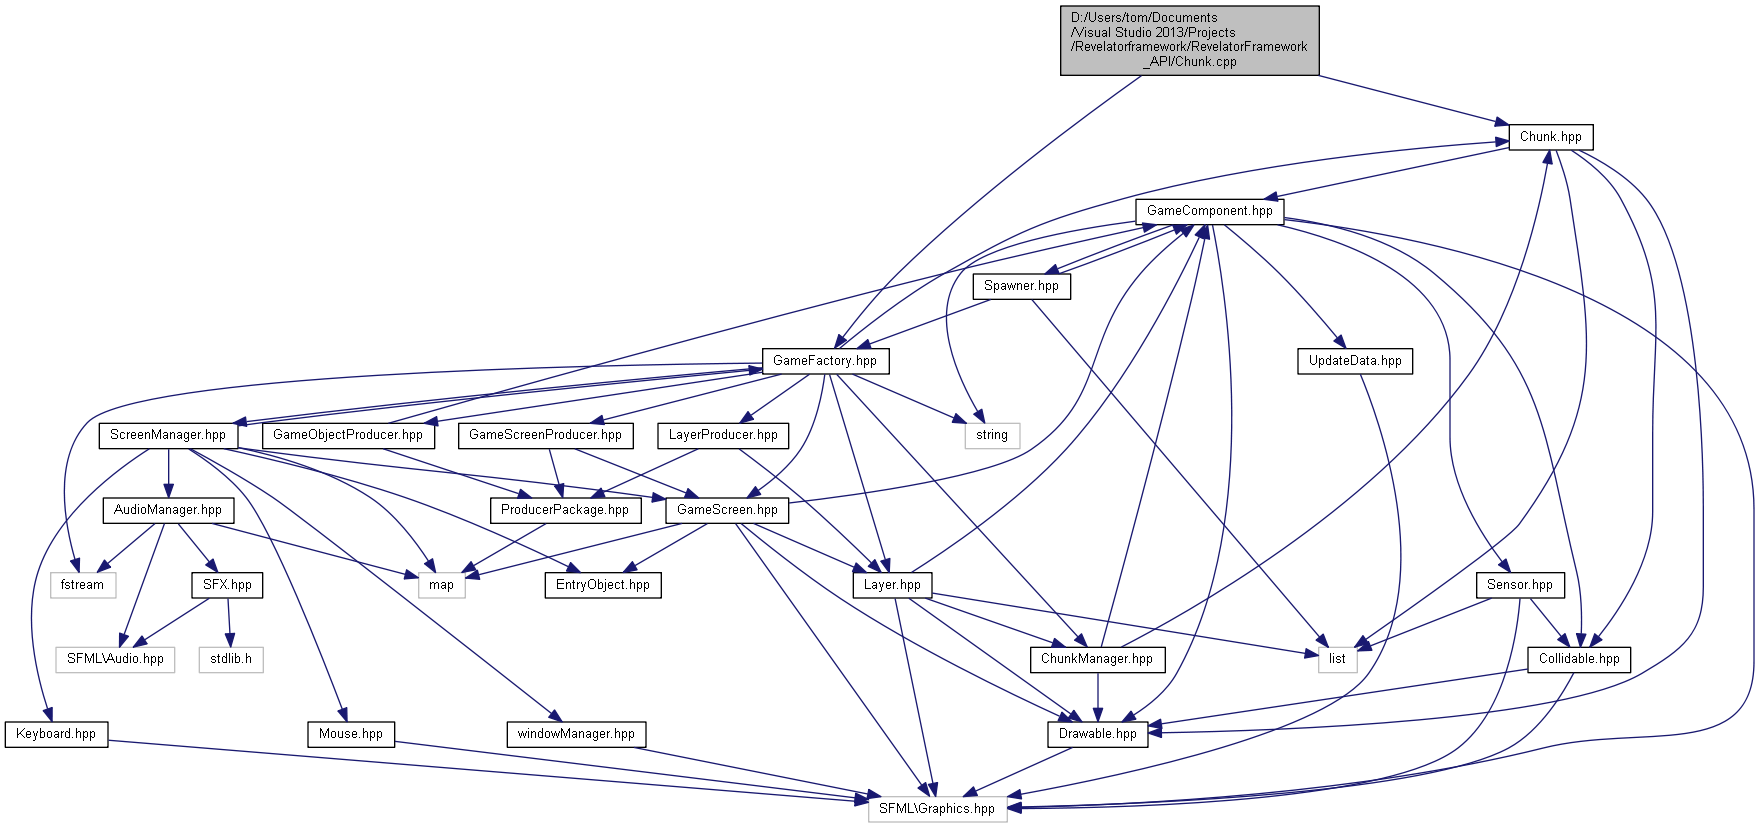 D:/Users/tom/Documents
/Visual Studio 2013/Projects
/Revelatorframework/RevelatorFramework
_API/Chunk.cpp
Chunk.hpp
GameComponent.hpp
Spawner.hpp
GameFactory.hpp
UpdateData.hpp
ScreenManager.hpp
GameObjectProducer.hpp
GameScreenProducer.hpp
LayerProducer.hpp
string
AudioManager.hpp
ProducerPackage.hpp
GameScreen.hpp
fstream
SFX.hpp
map
EntryObject.hpp
Layer.hpp
Sensor.hpp
SFML\Audio.hpp
stdlib.h
ChunkManager.hpp
list
Collidable.hpp
Keyboard.hpp
Mouse.hpp
windowManager.hpp
Drawable.hpp
SFML\Graphics.hpp